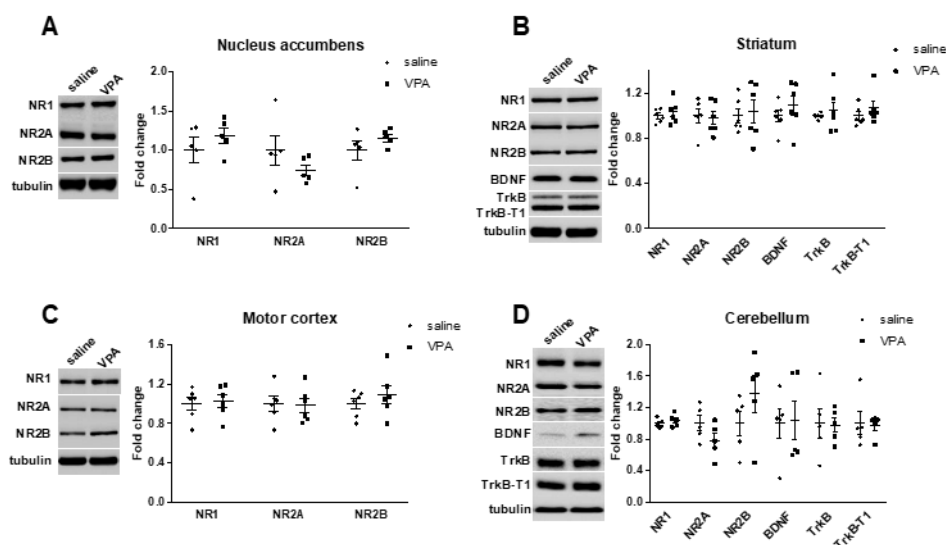 A
saline
VPA
NR1
NR2A
NR2B
tubulin
Nucleus accumbens
saline
VPA
Fold change
2.0
1.5
1.0
0.5
0.0
NR1 NR2A NR2B
B
saline
VPA
NR1
NR2A
NR2B
BDNF
TrkB
TrkB-T1
tubulin
Striatum
saline
VPA
Fold change
1.2
0.8
0.4
0.0
NR1 NR2A NR2B BDNF TrkB TrkB-T1
C
saline
VPA
NR1
NR2A
NR2B
tubulin
Motor cortex
saline
VPA
Fold change
1.6
1.2
0.8
0.4
0.0
NR1 NR2A NR2B
D
saline
VPA
NR1
NR2A
NR2B
BDNF
TrkB
TrkB-T1
tubulin
Cerebellum
saline
VPA
Fold change
2.0
1.6
1.2
0.8
0.4
0.0
NR1 NR2A NR2B BDNF TrkB TrkB-T1